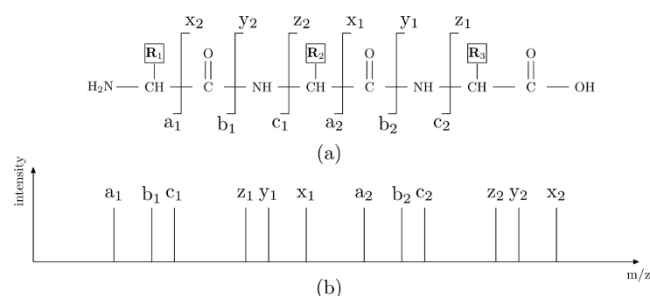 x₂ y₂ z₂ x₁ y₁ z₁
R₁ O R₂ O R₃ O
H₂N CH C NH CH C NH CH C OH
a₁ b₁ c₁ a₂ b₂ c₂
(a)
intensity
a₁ b₁ c₁ z₁ y₁ x₁ a₂ b₂ c₂ z₂ y₂ x₂
m/z
(b)